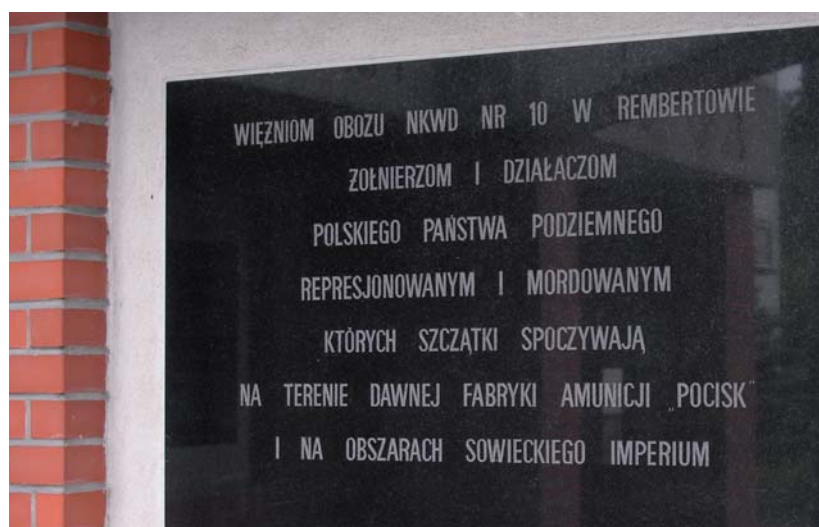 WIĘŹNIOM OBOZU NKWD NR 10 W REMBERTOWIE
ŻOŁNIERZOM I DZIAŁACZOM
POLSKIEGO PAŃSTWA PODZIEMNEGO
REPRESJONOWANYM I MORDOWANYM
KTÓRYCH SZCZĄTKI SPOCZYWAJĄ
NA TERENIE DAWNEJ FABRYKI AMUNICJI „POCISK"
I NA OBSZARACH SOWIECKIEGO IMPERIUM